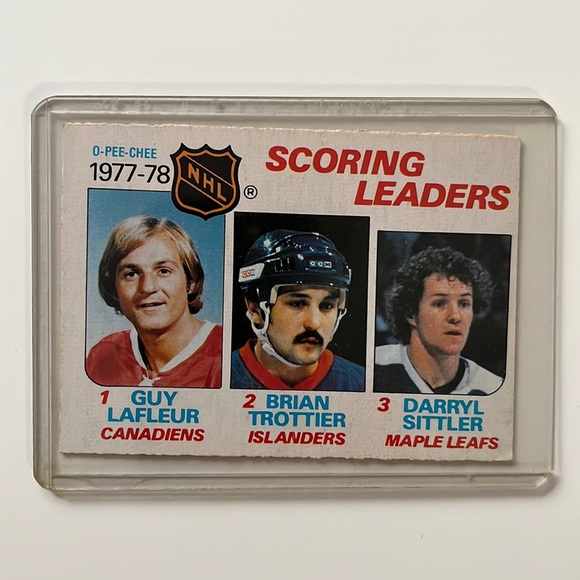 O-PEE-CHEE
1977-78
NHL
®
SCORING
LEADERS
CCM
1 GUY
LAFLEUR
CANADIENS
2 BRIAN
TROTTIER
ISLANDERS
3 DARRYL
SITTLER
MAPLE LEAFS